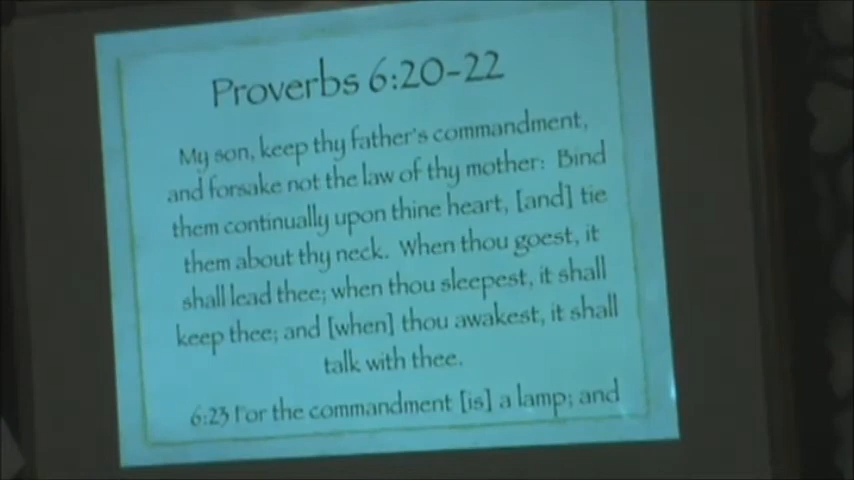 Proverbs 6:20-22
My son, keep thy father's commandment,
and forsake not the law of thy mother: Bind
them continually upon thine heart, [and] tie
them about thy neck. When thou goest, it
shall lead thee; when thou sleepest, it shall
keep thee; and [when] thou awakest, it shall
talk with thee.
6:23 For the commandment [is] a lamp; and